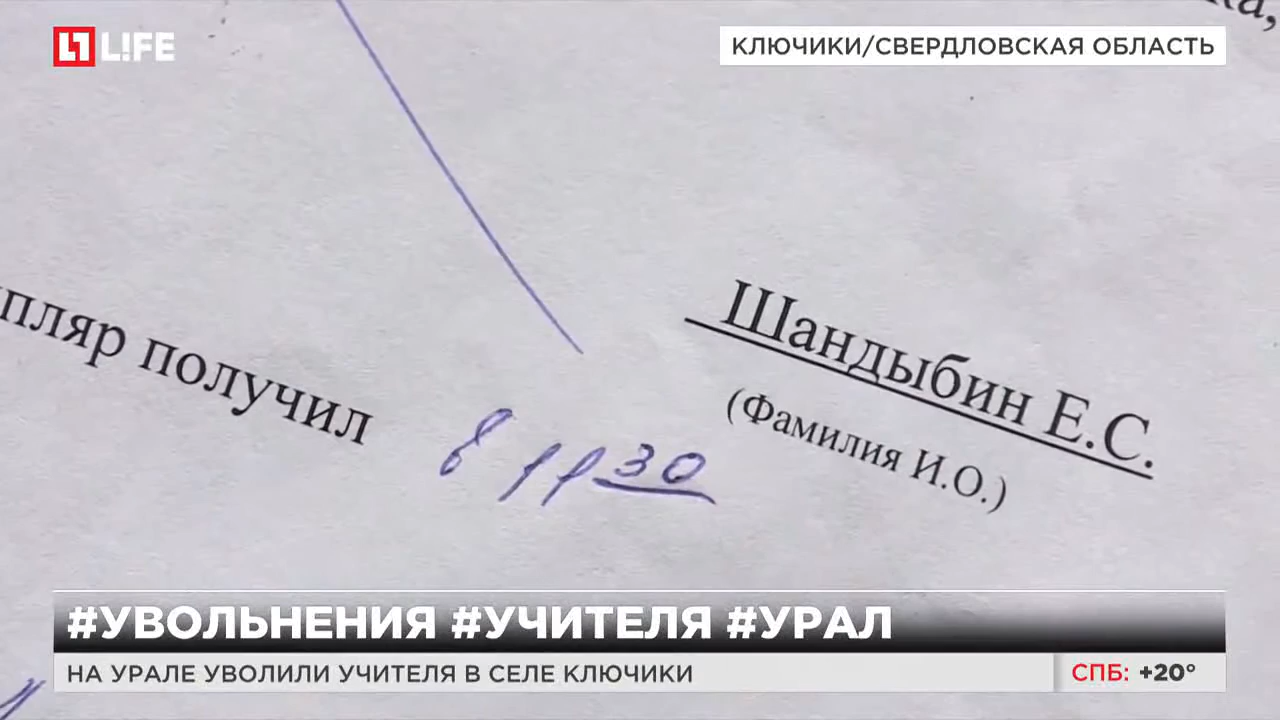 L!FE
КЛЮЧИКИ/СВЕРДЛОВСКАЯ ОБЛАСТЬ
Шандыбин Е.С.
(Фамилия И.О.)
пляр получил в 11 30
#УВОЛЬНЕНИЯ #УЧИТЕЛЯ #УРАЛ
НА УРАЛЕ УВОЛИЛИ УЧИТЕЛЯ В СЕЛЕ КЛЮЧИКИ
СПБ: +20°